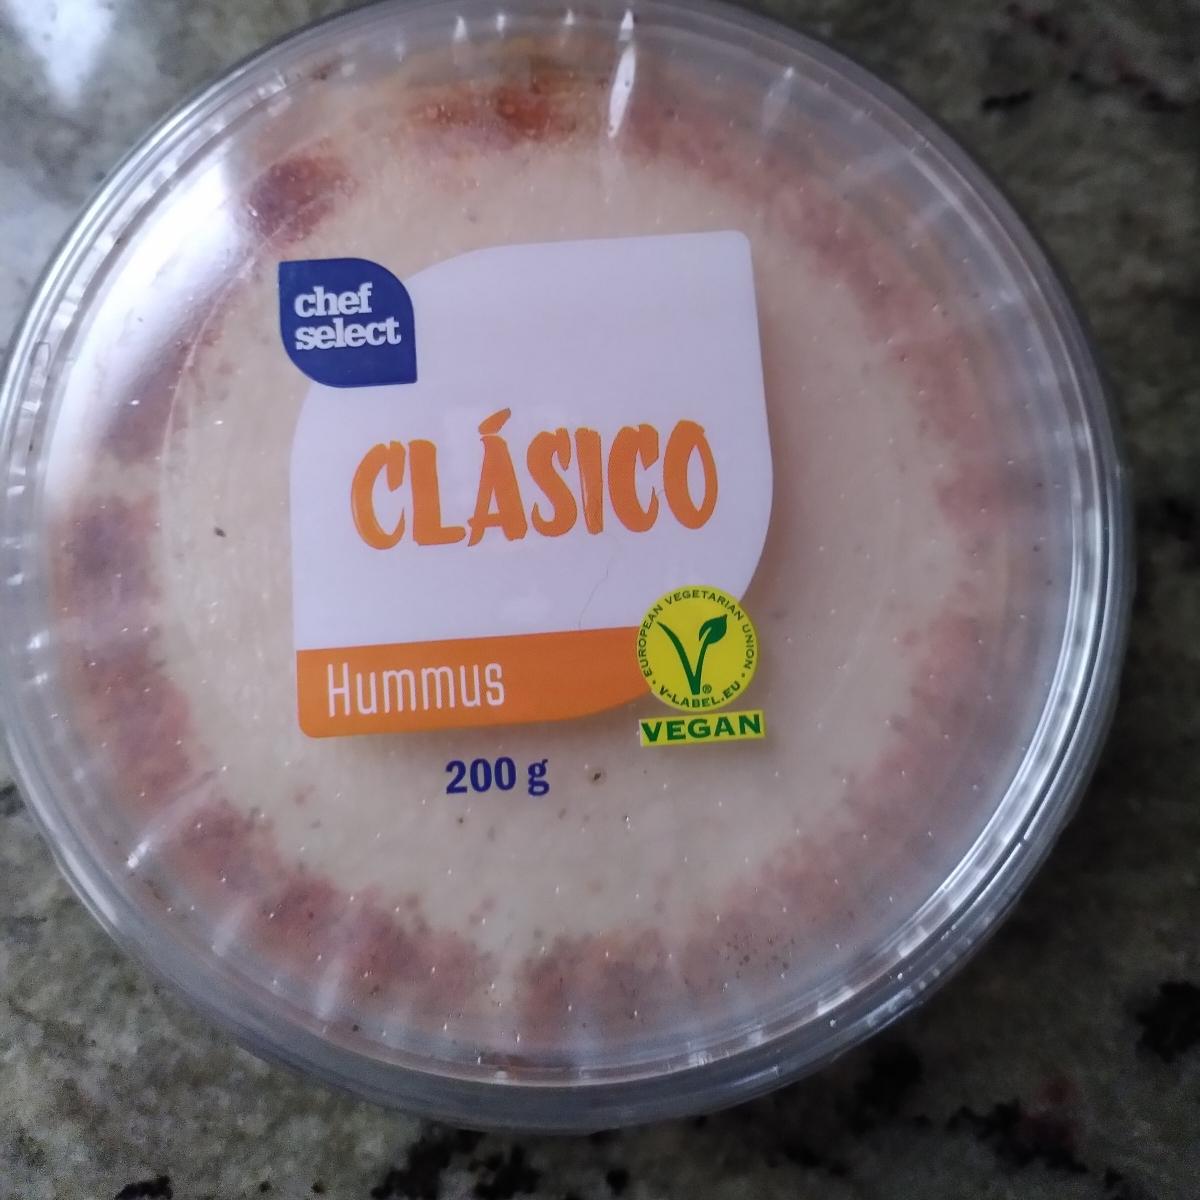 chef
select
CLÁSICO
Hummus
EUROPEAN VEGETARIAN UNION
V-LABEL.EU
®
VEGAN
200 g